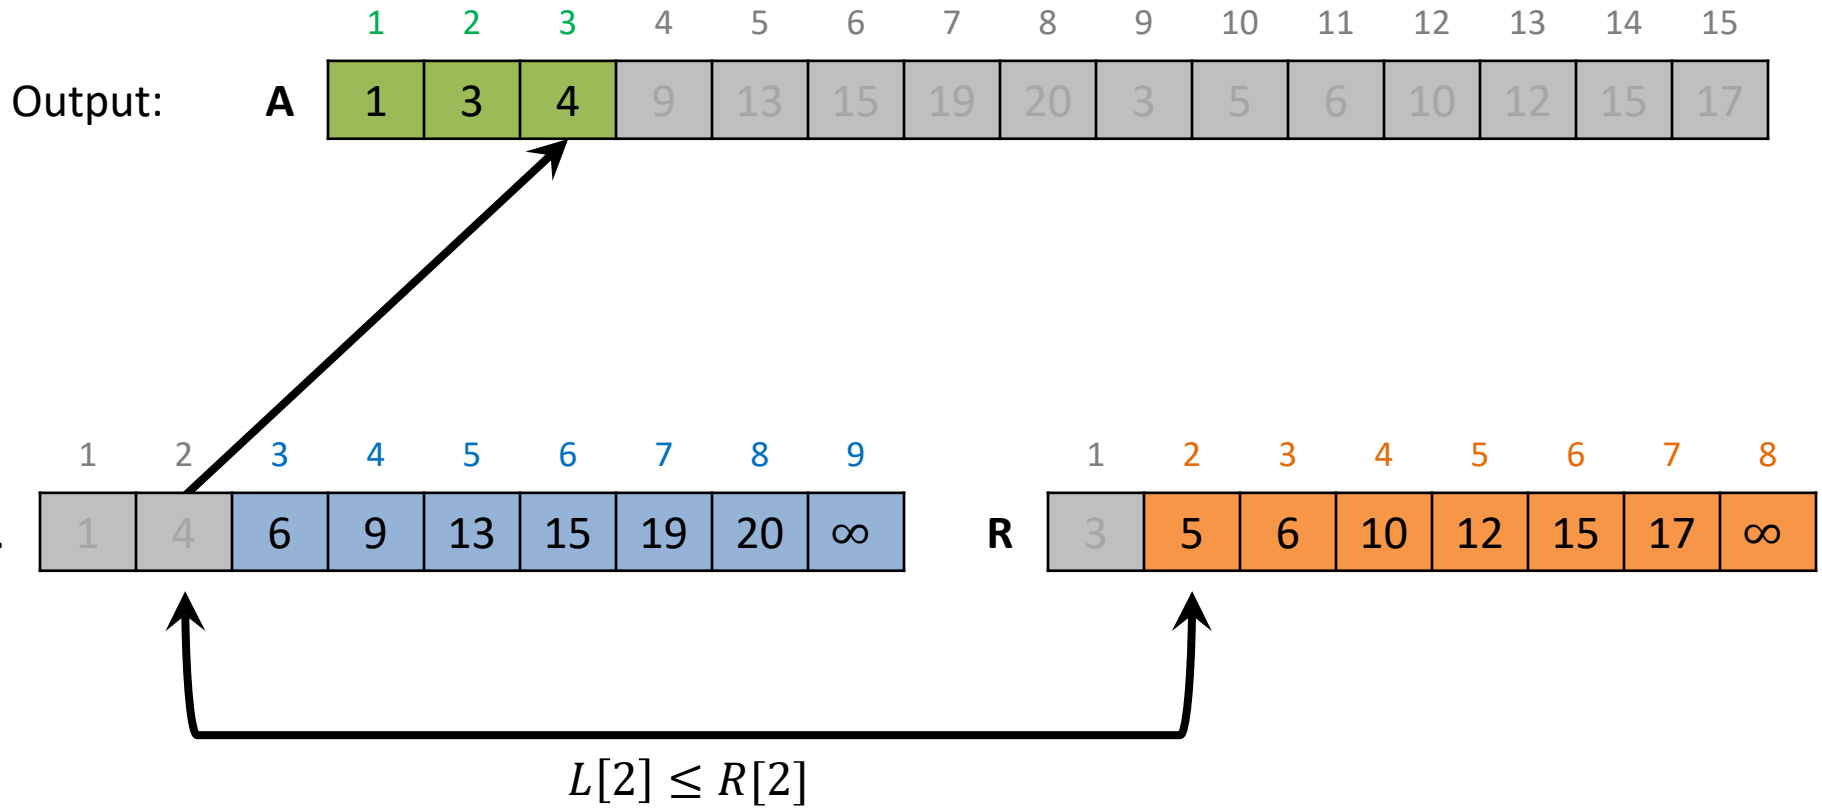 1 2 3 4 5 6 7 8 9 10 11 12 13 14 15
Output: A 1 3 4 9 13 15 19 20 3 5 6 10 12 15 17
1 2 3 4 5 6 7 8 9 1 2 3 4 5 6 7 8
1 4 6 9 13 15 19 20 ∞ R 3 5 6 10 12 15 17 ∞
L[2] ≤ R[2]